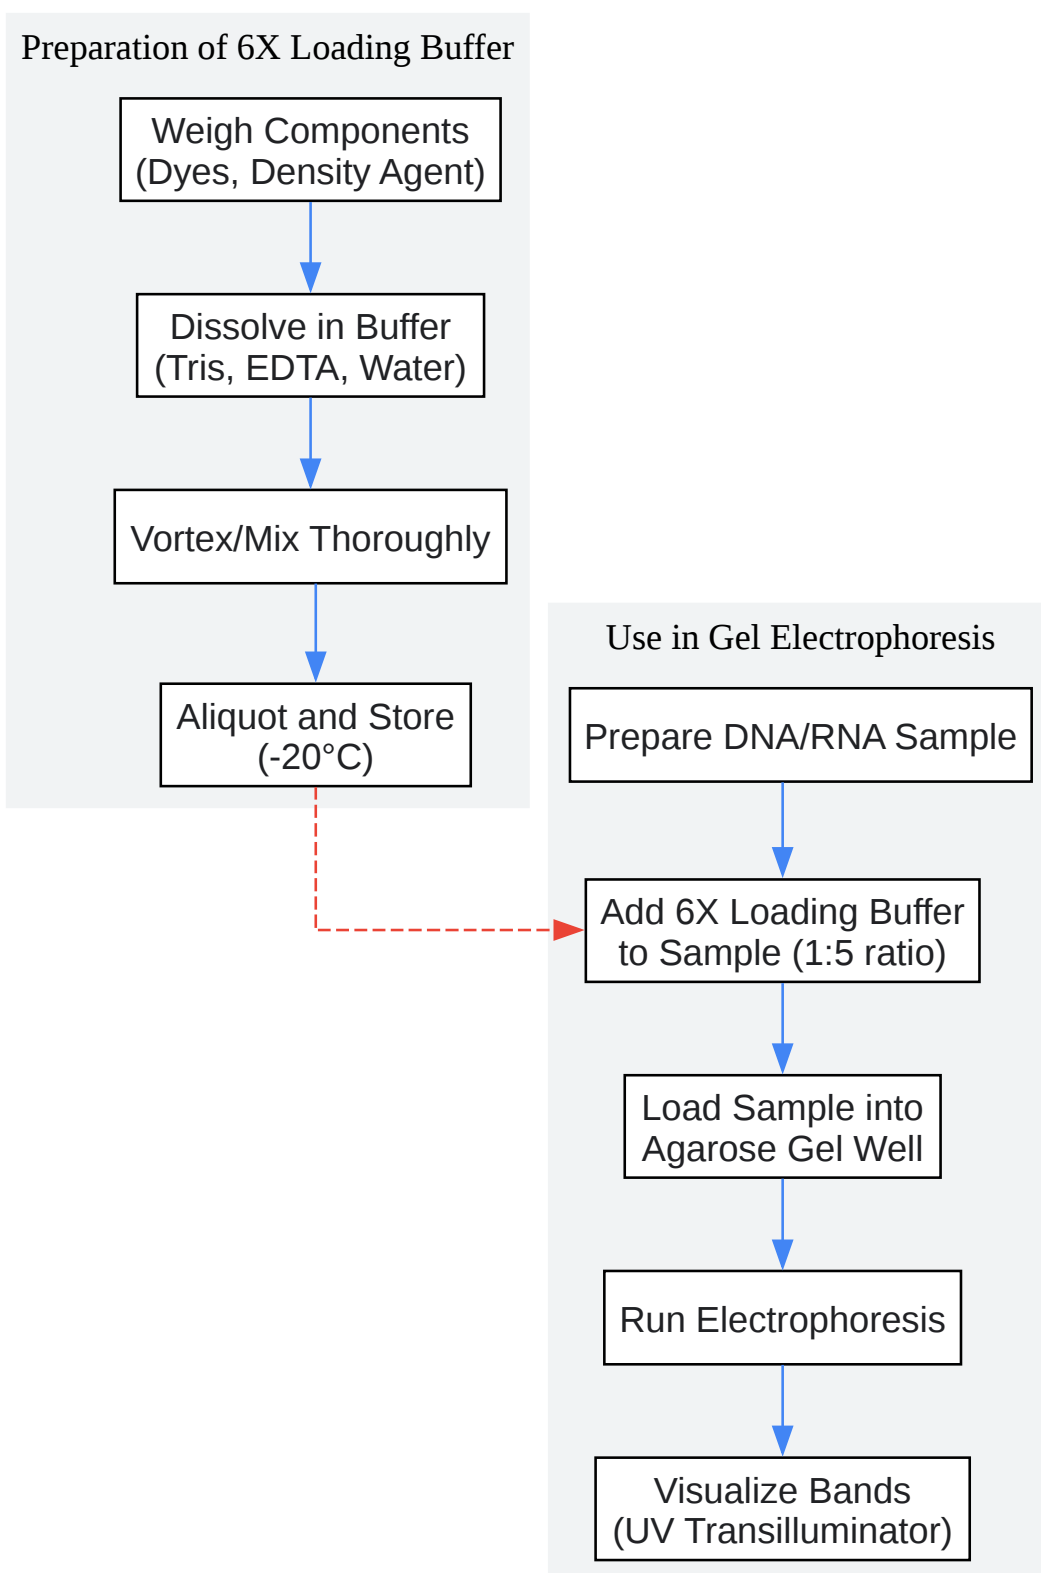 Preparation of 6X Loading Buffer
Weigh Components
(Dyes, Density Agent)
Dissolve in Buffer
(Tris, EDTA, Water)
Vortex/Mix Thoroughly
Aliquot and Store
(-20°C)
Use in Gel Electrophoresis
Prepare DNA/RNA Sample
Add 6X Loading Buffer
to Sample (1:5 ratio)
Load Sample into
Agarose Gel Well
Run Electrophoresis
Visualize Bands
(UV Transilluminator)